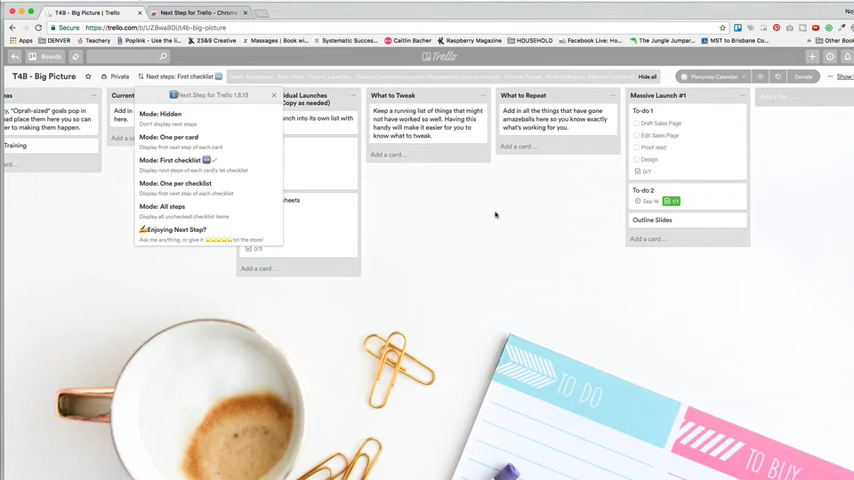 T4B - Big Picture | Trello
Next Step for Trello - Chrome
Secure
https://trello.com/b/UZ8waBDi/t4b-big-picture
Apps
DENVER
Teachery
Poplink - Use the li
23&9 Creative
Massages | Book wi
Systematic Success
Caitlin Bacher
Raspberry Magazine
HOUSEHOLD
Facebook Live: Ho
The Jungle Jumpar
MST to Brisbane Co
Other Boo
Boards
Trello
T4B - Big Picture
Private
Next steps: First checklist
Hide all
Planyway Calendar
Donate
Next Step for Trello 1.8.13
Mode: Hidden
Don't display next steps
Mode: One per card
Display first next step of each card
Mode: First checklist
Display next steps of each card's 1st checklist
Mode: One per checklist
Display first next step of each checklist
Mode: All steps
Display all unchecked checklist items
Enjoying Next Step?
Ask me anything, or give it
on the store!
eas
, "Oprah-sized" goals pop in
ad place them here you so can
er to making them happen.
Training
rd...
Current
Add in
here.
Add a
idual Launches
Copy as needed)
unch into its own list with
sheets
0/3
Add a card...
What to Tweak
Keep a running list of things that might
not have worked so well. Having this
handy will make it easier for you to
know what to tweak.
Add a card...
What to Repeat
Add in all the things that have gone
amazeballs here so you know exactly
what's working for you.
Add a card...
Massive Launch #1
To-do 1
Draft Sales Page
Edit Sales Page
Proof read
Design
0/7
To-do 2
Sep 14
1/1
Outline Slides
Add a card...
Add a list...
TO DO
TO BUY